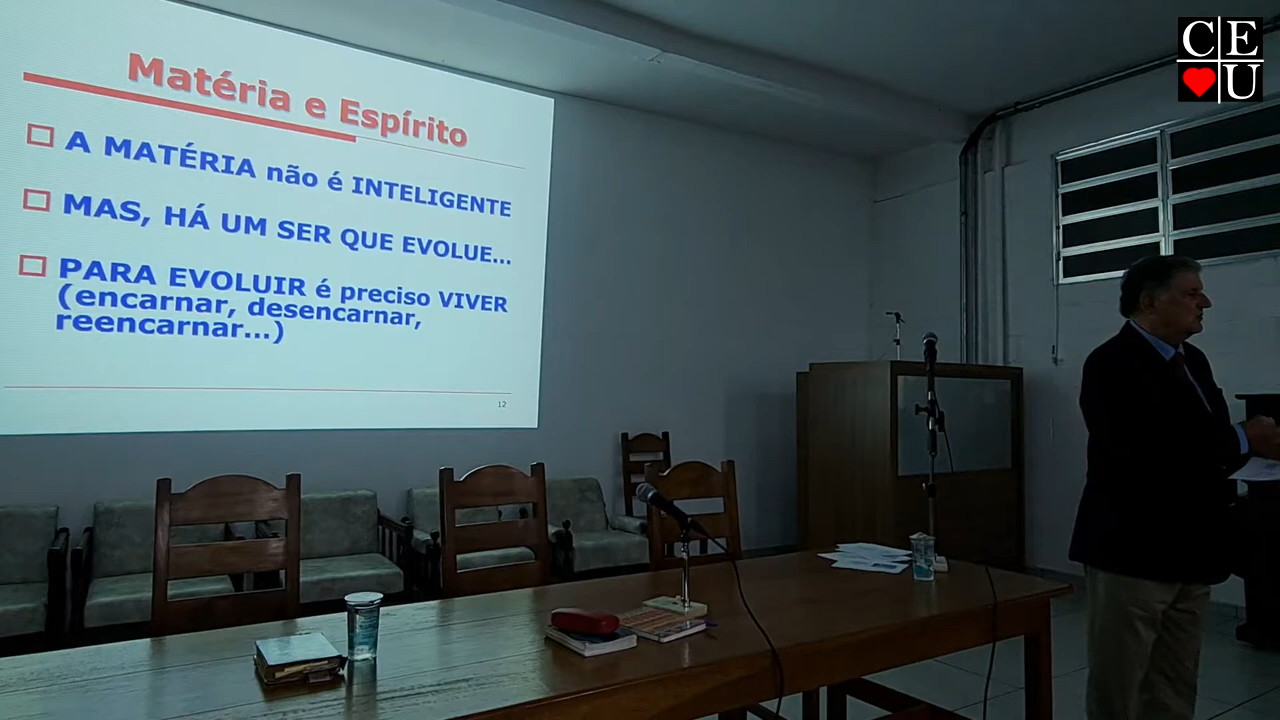 Matéria e Espírito
A MATÉRIA não é INTELIGENTE
MAS, HÁ UM SER QUE EVOLUE...
PARA EVOLUIR é preciso VIVER
(encarnar, desencarnar,
reencarnar...)
12
C E
U